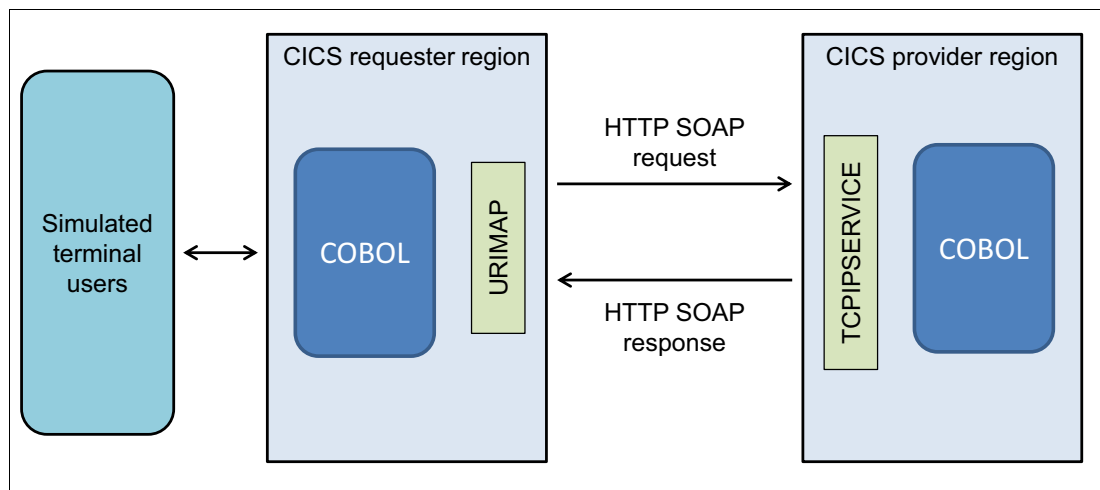 Simulated
terminal
users
CICS requester region
COBOL
URIMAP
HTTP SOAP
request
HTTP SOAP
response
CICS provider region
TCPIPSERVICE
COBOL